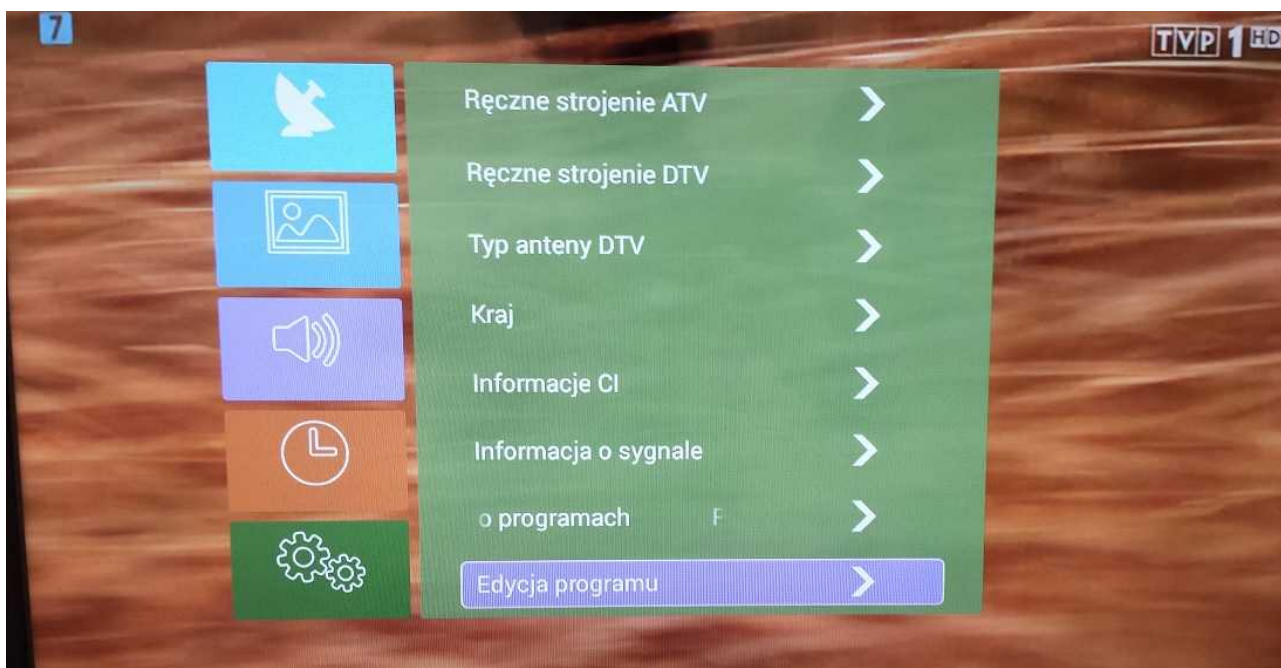 7
TVP 1 HD
Ręczne strojenie ATV
Ręczne strojenie DTV
Typ anteny DTV
Kraj
Informacje CI
Informacja o sygnale
o programach
Edycja programu